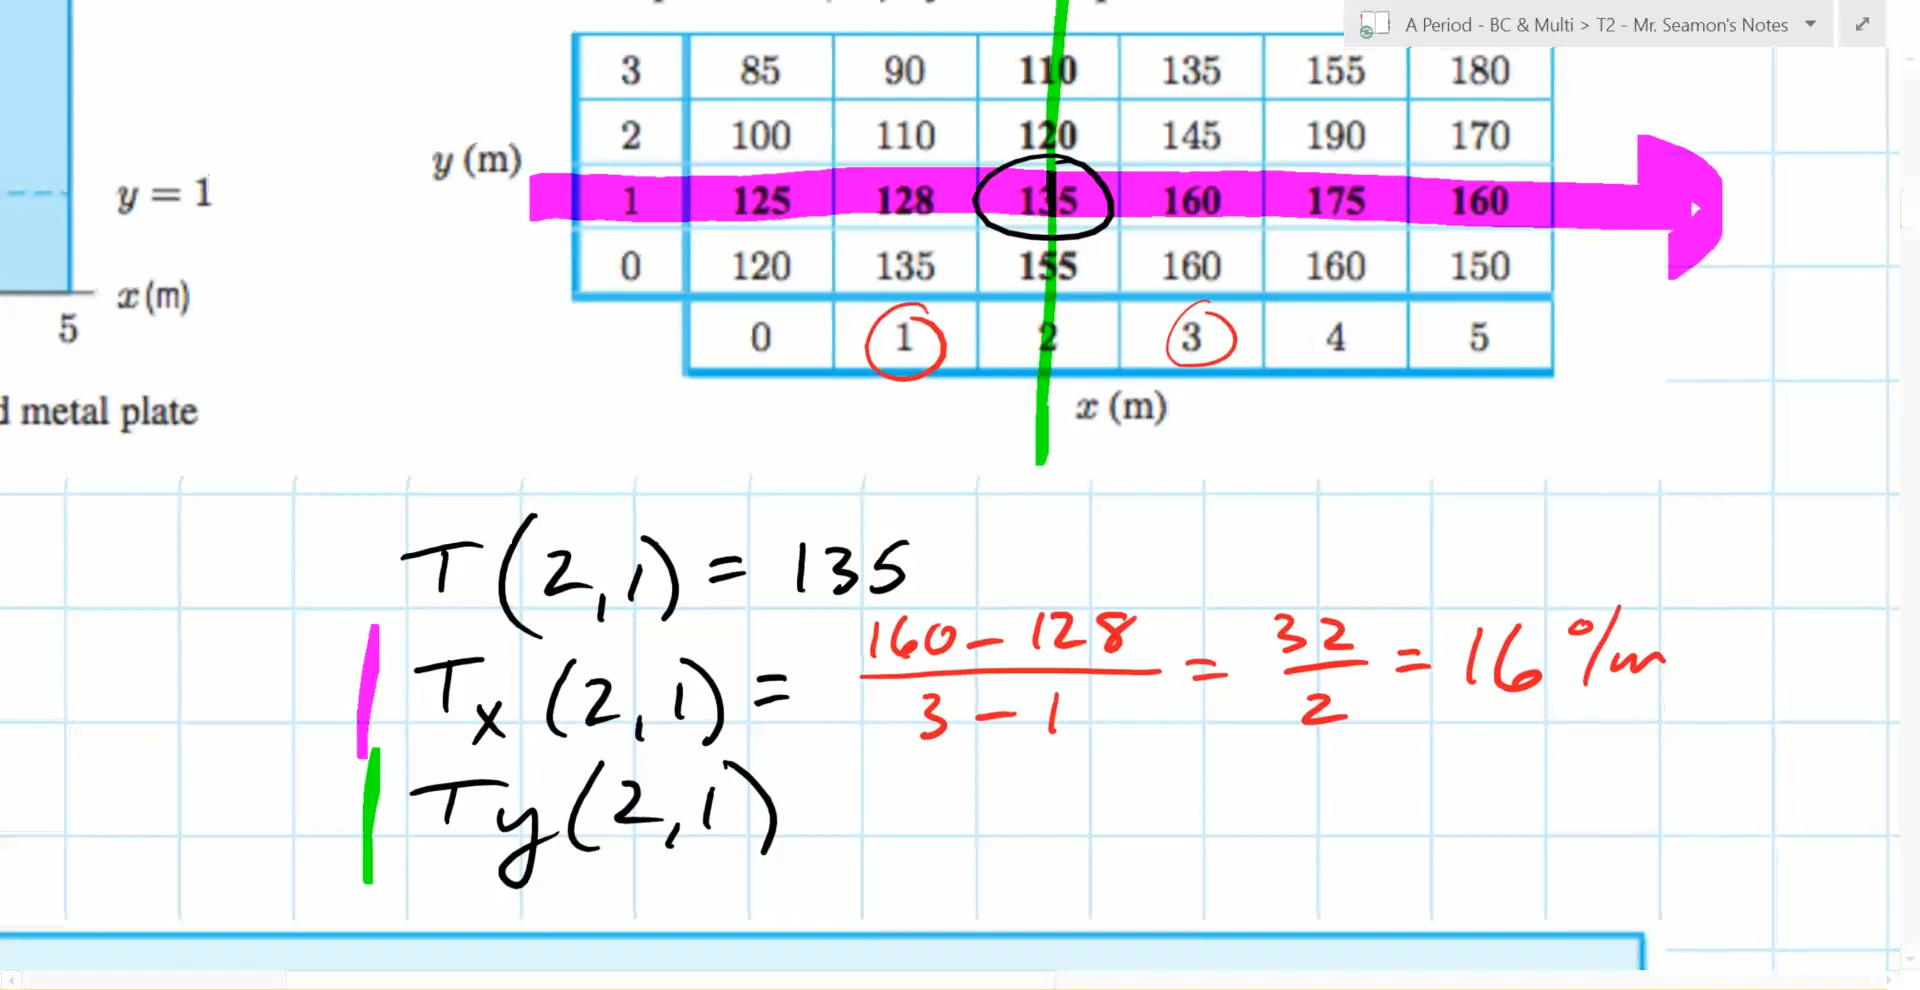 A Period - BC & Multi > T2 - Mr. Seamon's Notes
3 85 90 110 135 155 180
2 100 110 120 145 190 170
y (m)
1 125 128 135 160 175 160
0 120 135 155 160 160 150
0 1 2 3 4 5
x (m)
y = 1
x (m)
5
metal plate
T(2,1) = 135
Tx (2,1) = 160 - 128 / 3 - 1 = 32 / 2 = 16 °/m
Ty (2,1)